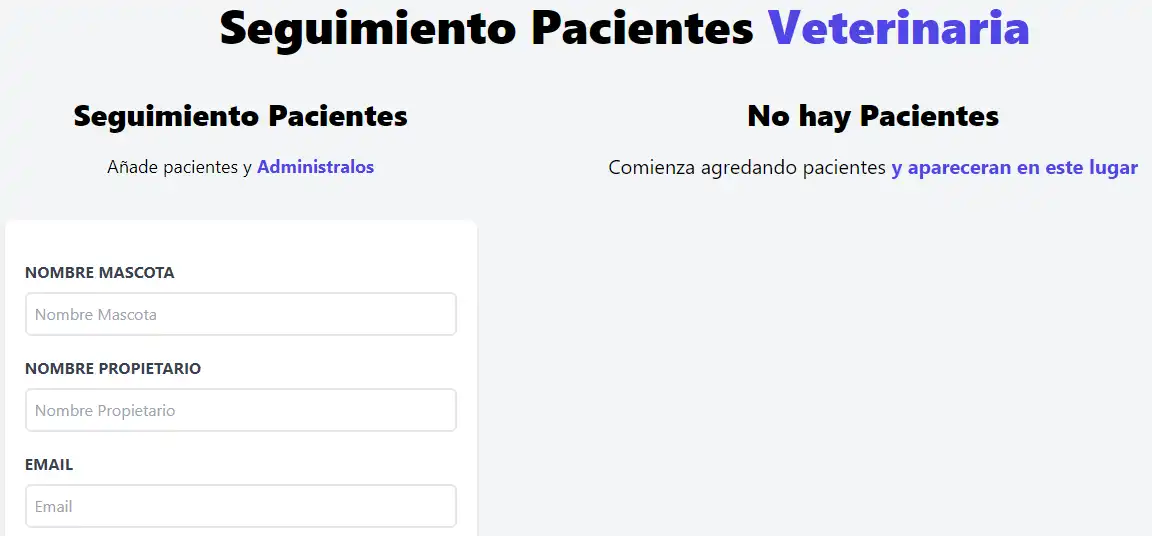 Seguimiento Pacientes Veterinaria
Seguimiento Pacientes
Añade pacientes y Administralos
NOMBRE MASCOTA
Nombre Mascota
NOMBRE PROPIETARIO
Nombre Propietario
EMAIL
Email
No hay Pacientes
Comienza agredando pacientes y apareceran en este lugar